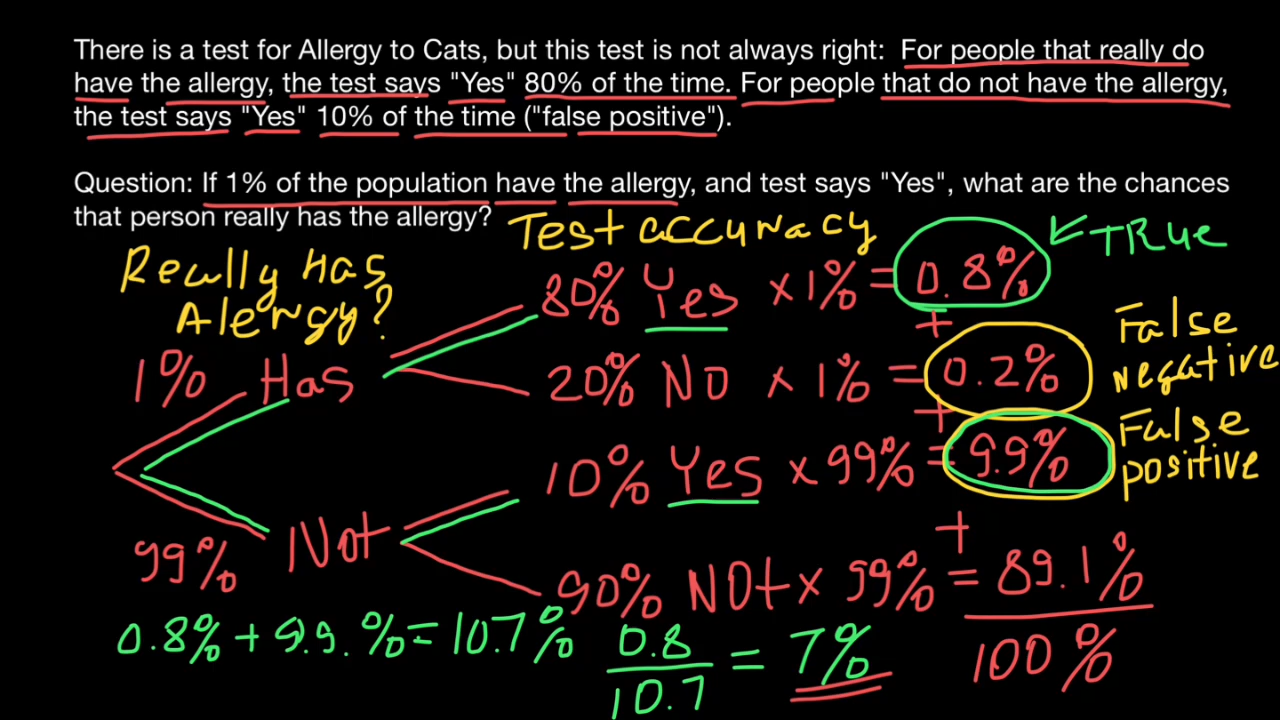 There is a test for Allergy to Cats, but this test is not always right: For people that really do
have the allergy, the test says "Yes" 80% of the time. For people that do not have the allergy,
the test says "Yes" 10% of the time ("false positive").
Question: If 1% of the population have the allergy, and test says "Yes", what are the chances
that person really has the allergy?
Test accuracy
TRUE
Really Has
Alergy?
80% Yes x 1% = 0.8%
+
False
negative
1% Has
20% NO x 1% = 0.2%
+
False
positive
10% Yes x 99% = 9.9%
+
99% Not
90% NOt x 99% = 89.1%
100%
0.8% + 9.9.% = 10.7%
0.8
10.7
= 7%